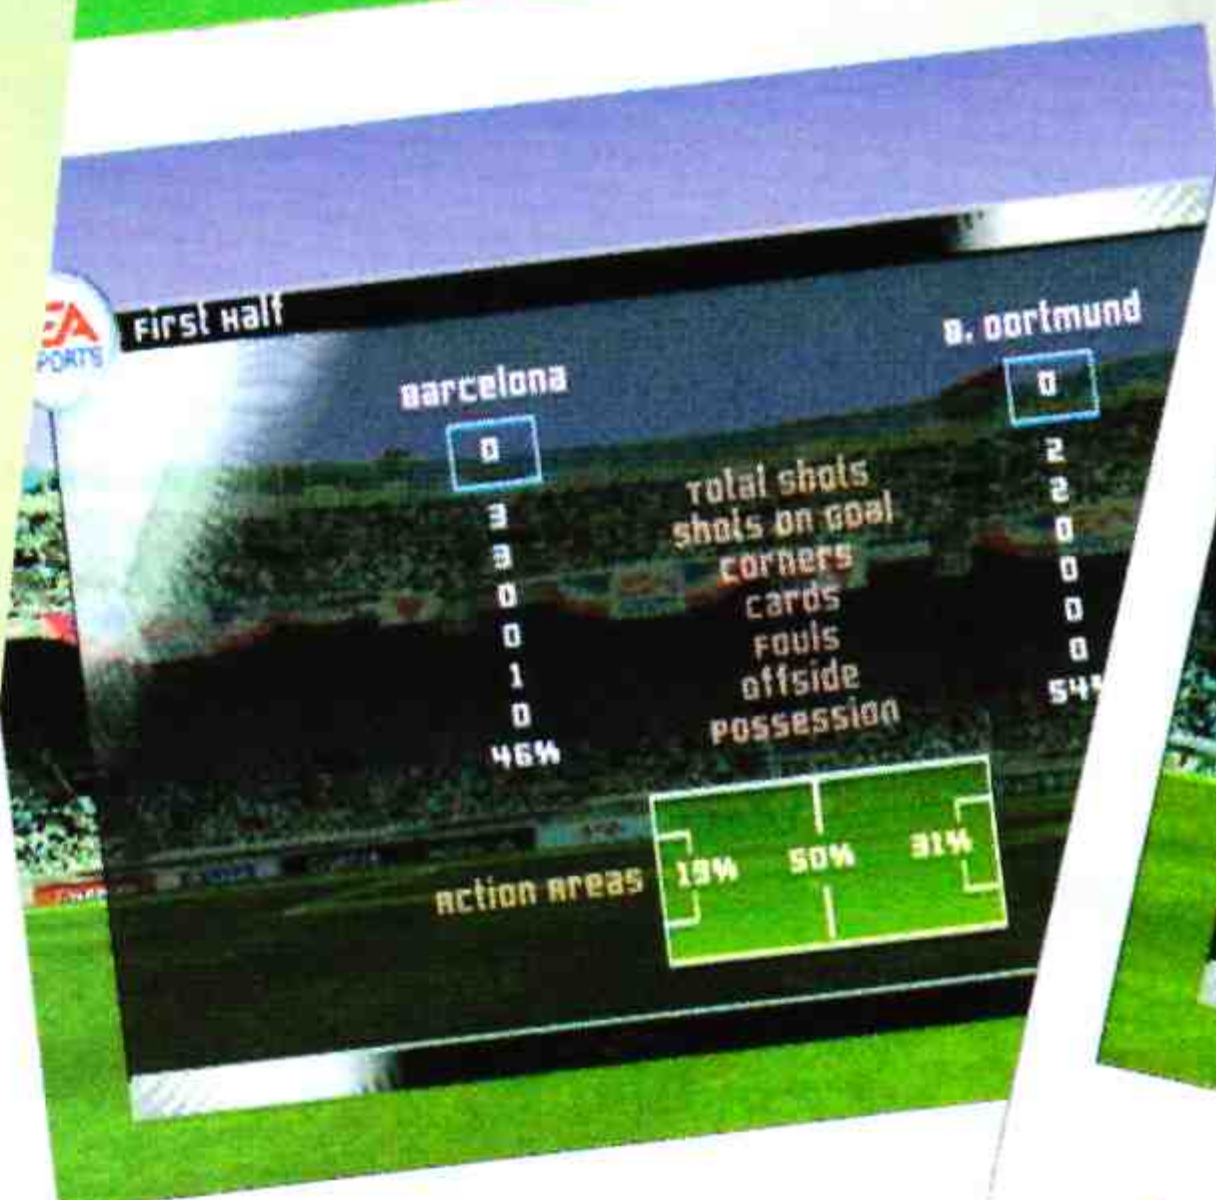 EA
SPORTS
First Half
Barcelona B. Dortmund
0 0
3 Total shots 2
3 shots on Goal 2
0 corners 0
0 cards 0
1 Fouls 0
0 offside 0
46% Possession 54%
Action Areas 19% 50% 31%